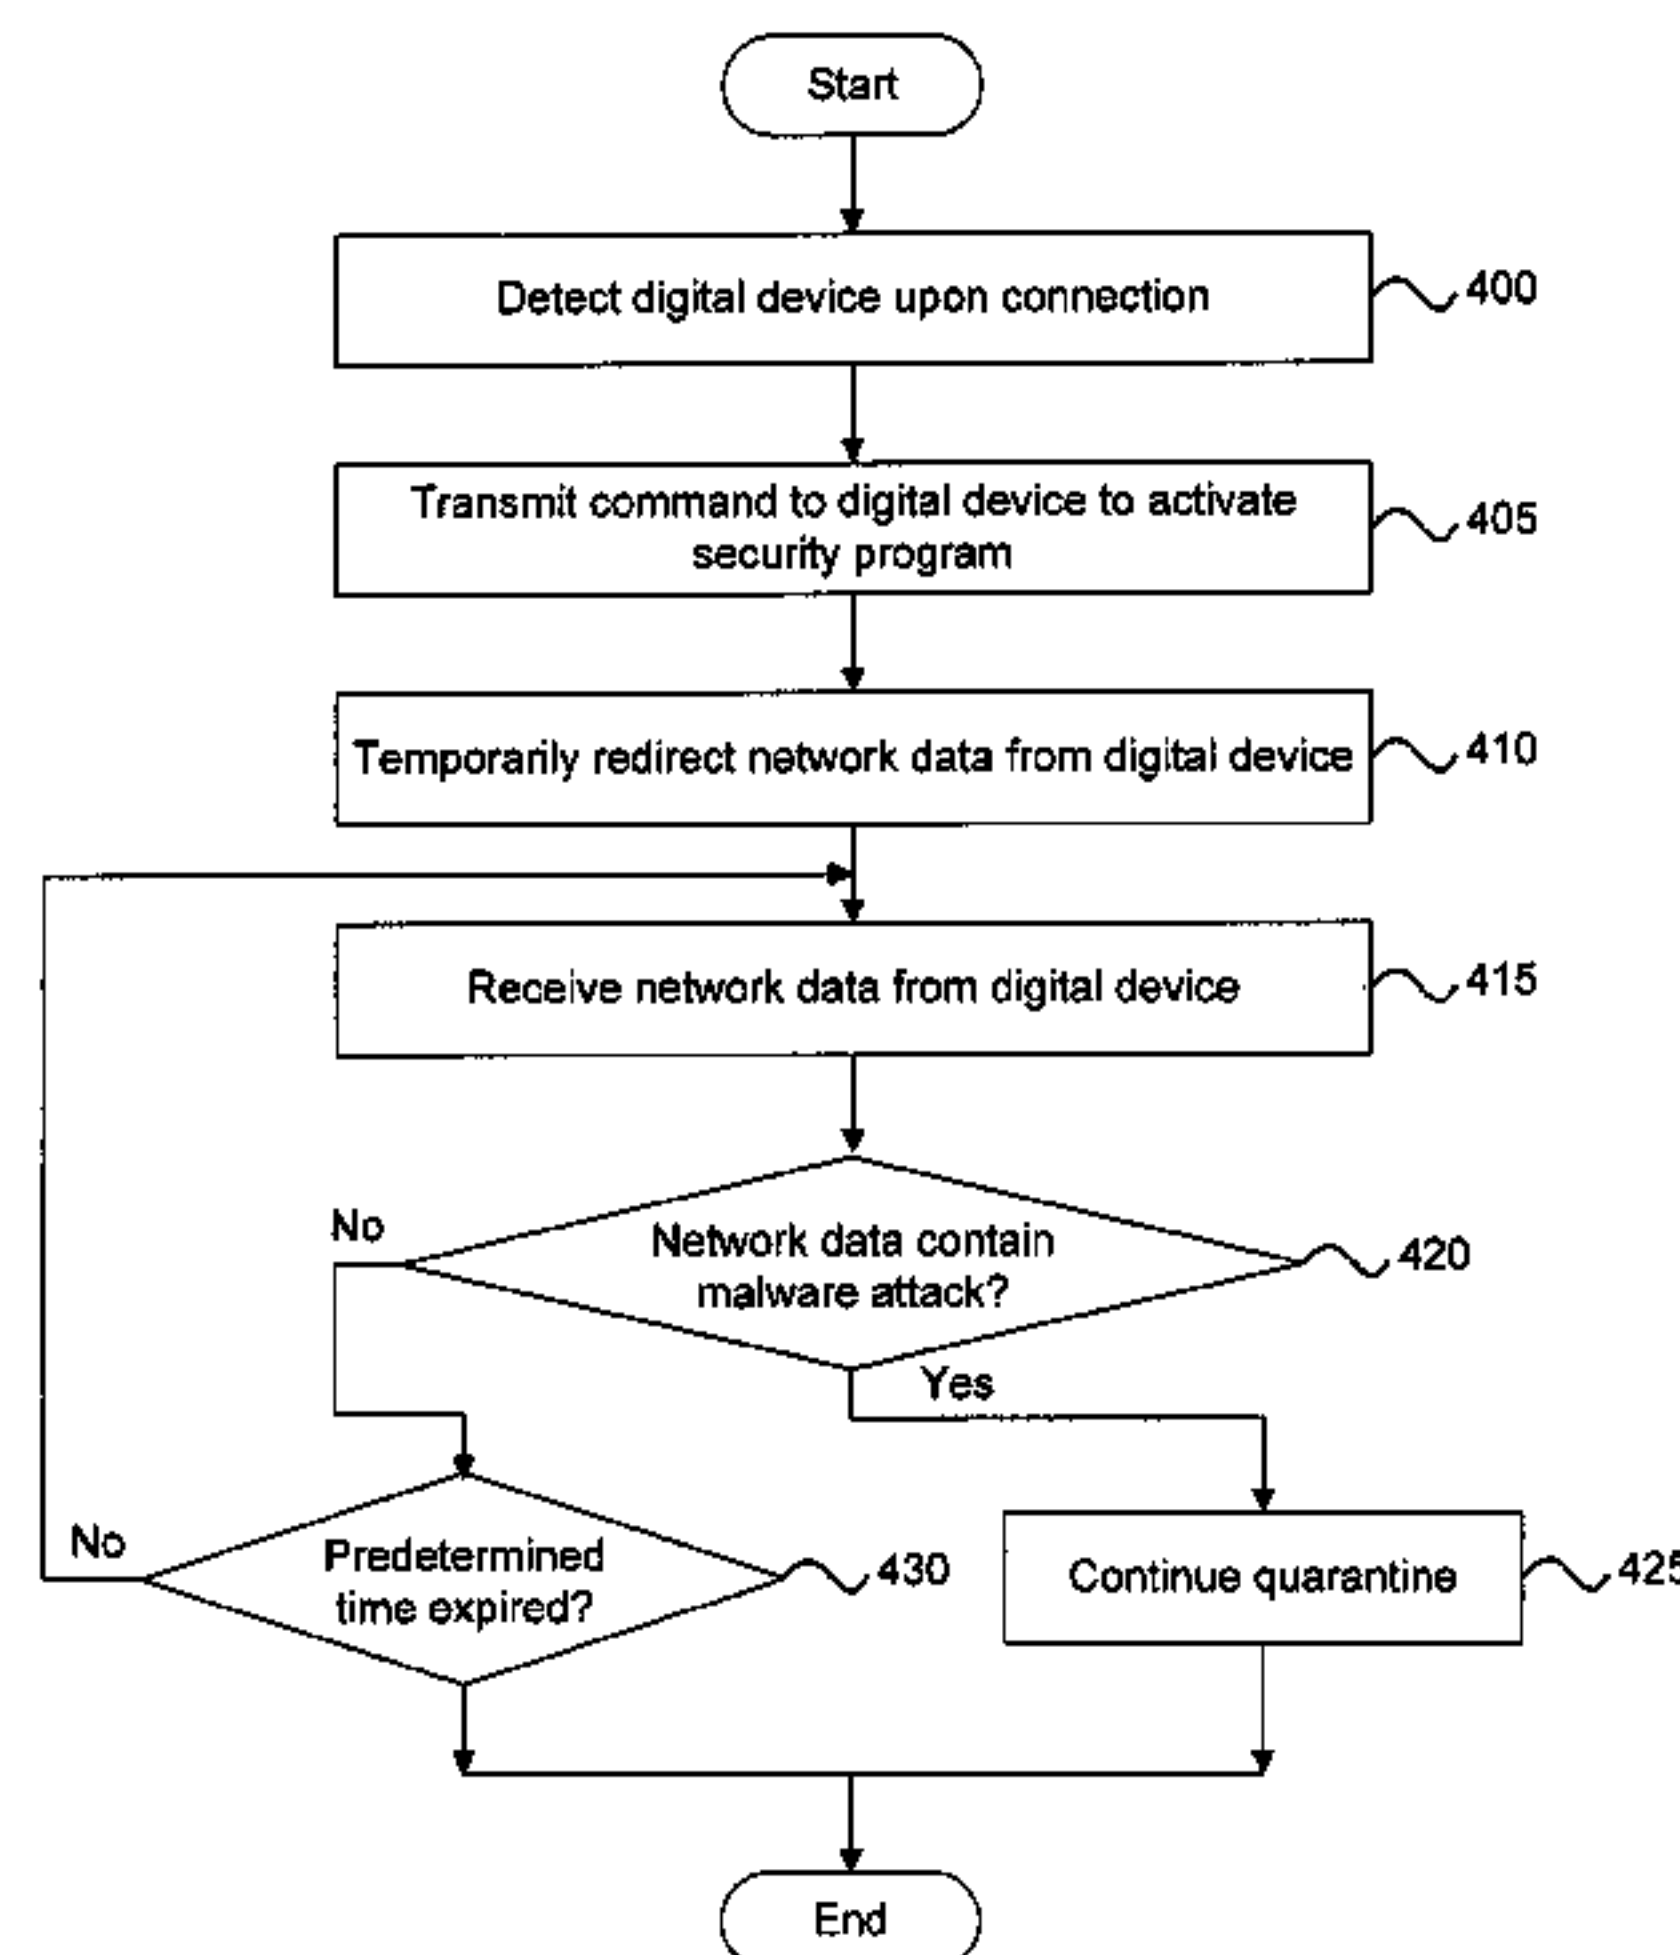 Start
Detect digital device upon connection
400
Transmit command to digital device to activate
security program
405
Temporarily redirect network data from digital device
410
Receive network data from digital device
415
No
Network data contain
malware attack?
420
Yes
No
Predetermined
time expired?
430
Continue quarantine
425
End